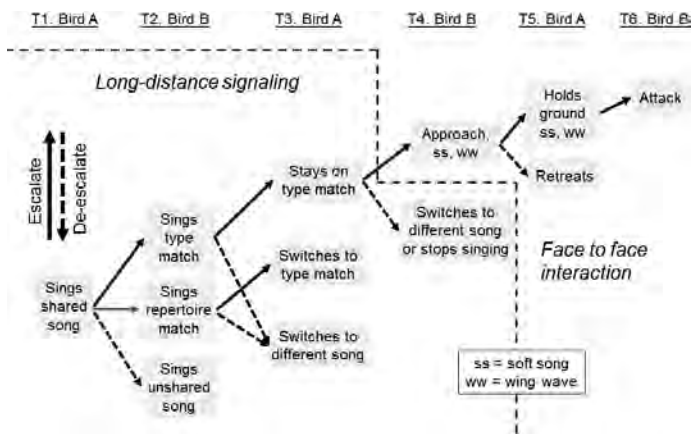 T1. Bird A
T2. Bird B
T3. Bird A
T4. Bird B
T5. Bird A
T6. Bird B
Long-distance signaling
Escalate
De-escalate
Sings
shared
song
Sings
type
match
Sings
repertoire
match
Sings
unshared
song
Stays on
type match
Switches to
type match
Switches to
different song
Approach,
ss, ww
Switches to
different song
or stops singing
Holds
ground
ss, ww
Retreats
Attack
Face to face
interaction
ss = soft song
ww = wing wave